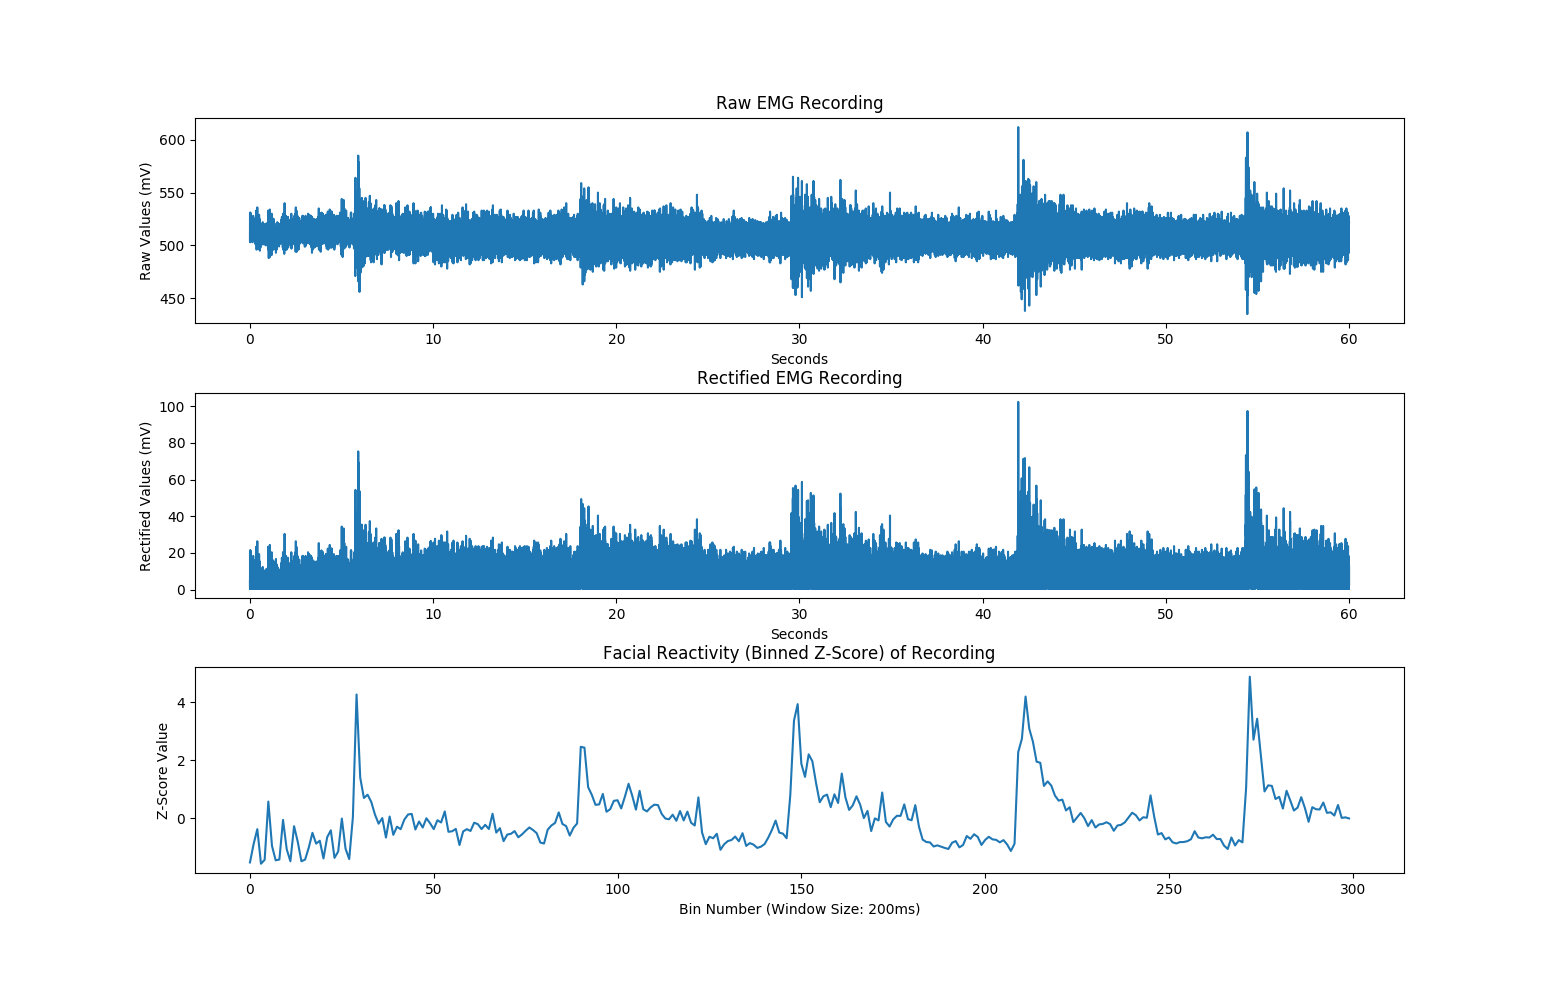 Raw EMG Recording
600
550
500
450
Raw Values (mV)
0 10 20 30 40 50 60
Seconds
Rectified EMG Recording
100
80
60
40
20
0
Rectified Values (mV)
0 10 20 30 40 50 60
Seconds
Facial Reactivity (Binned Z-Score) of Recording
4
2
0
Z-Score Value
0 50 100 150 200 250 300
Bin Number (Window Size: 200ms)